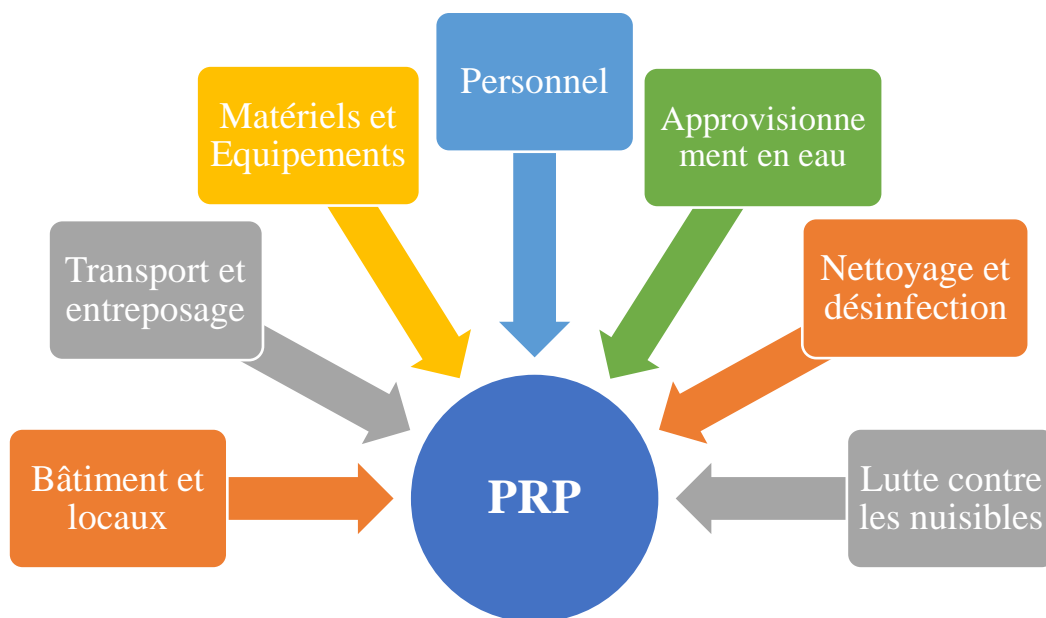 Personnel
Matériels et
Equipements
Approvisionne
ment en eau
Transport et
entreposage
Nettoyage et
désinfection
Bâtiment et
locaux
PRP
Lutte contre
les nuisibles